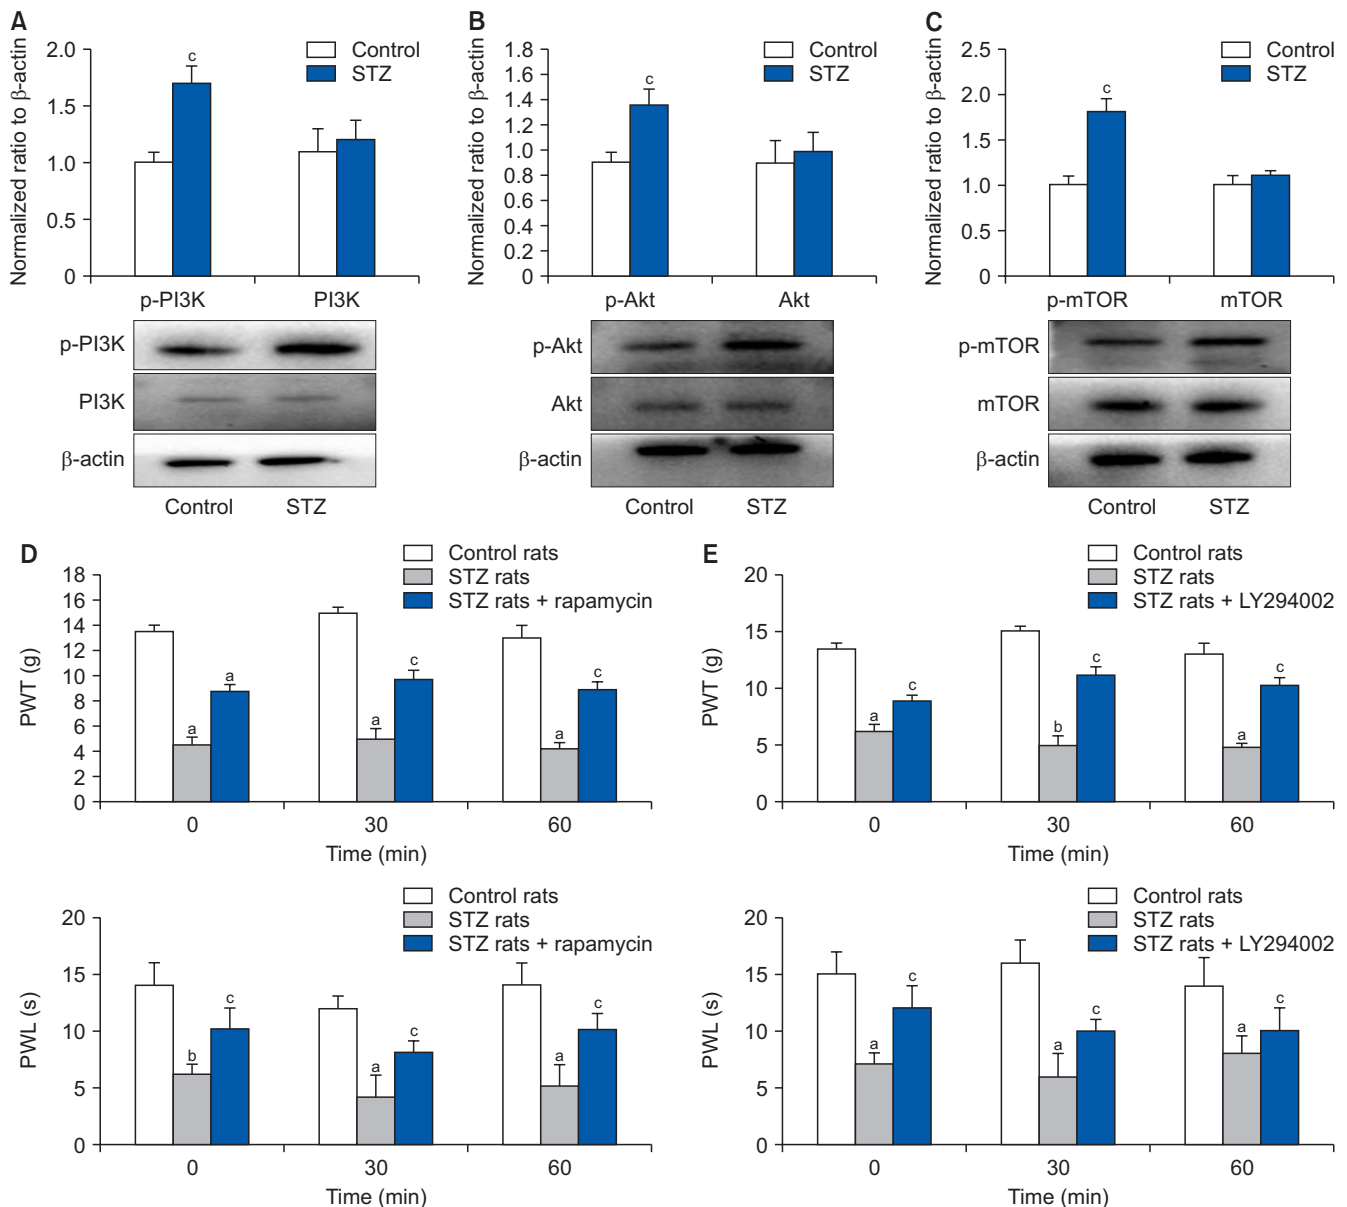 A
Normalized ratio to β-actin
2.0
1.5
1.0
0.5
0
Control
STZ
c
p-PI3K PI3K
p-PI3K
PI3K
β-actin
Control STZ
B
Normalized ratio to β-actin
1.8
1.6
1.4
1.2
1.0
0.8
0.6
0.4
0.2
0
Control
STZ
c
p-Akt Akt
p-Akt
Akt
β-actin
Control STZ
C
Normalized ratio to β-actin
2.5
2.0
1.5
1.0
0.5
0
Control
STZ
c
p-mTOR mTOR
p-mTOR
mTOR
β-actin
Control STZ
D
Control rats
STZ rats
STZ rats + rapamycin
PWT (g)
18
16
14
12
10
8
6
4
2
0
a a a c a c
0 30 60
Time (min)
Control rats
STZ rats
STZ rats + rapamycin
PWL (s)
20
15
10
5
0
b c a c a c
0 30 60
Time (min)
E
Control rats
STZ rats
STZ rats + LY294002
PWT (g)
20
15
10
5
0
a c b c a c
0 30 60
Time (min)
Control rats
STZ rats
STZ rats + LY294002
PWL (s)
20
15
10
5
0
a c a c a c
0 30 60
Time (min)